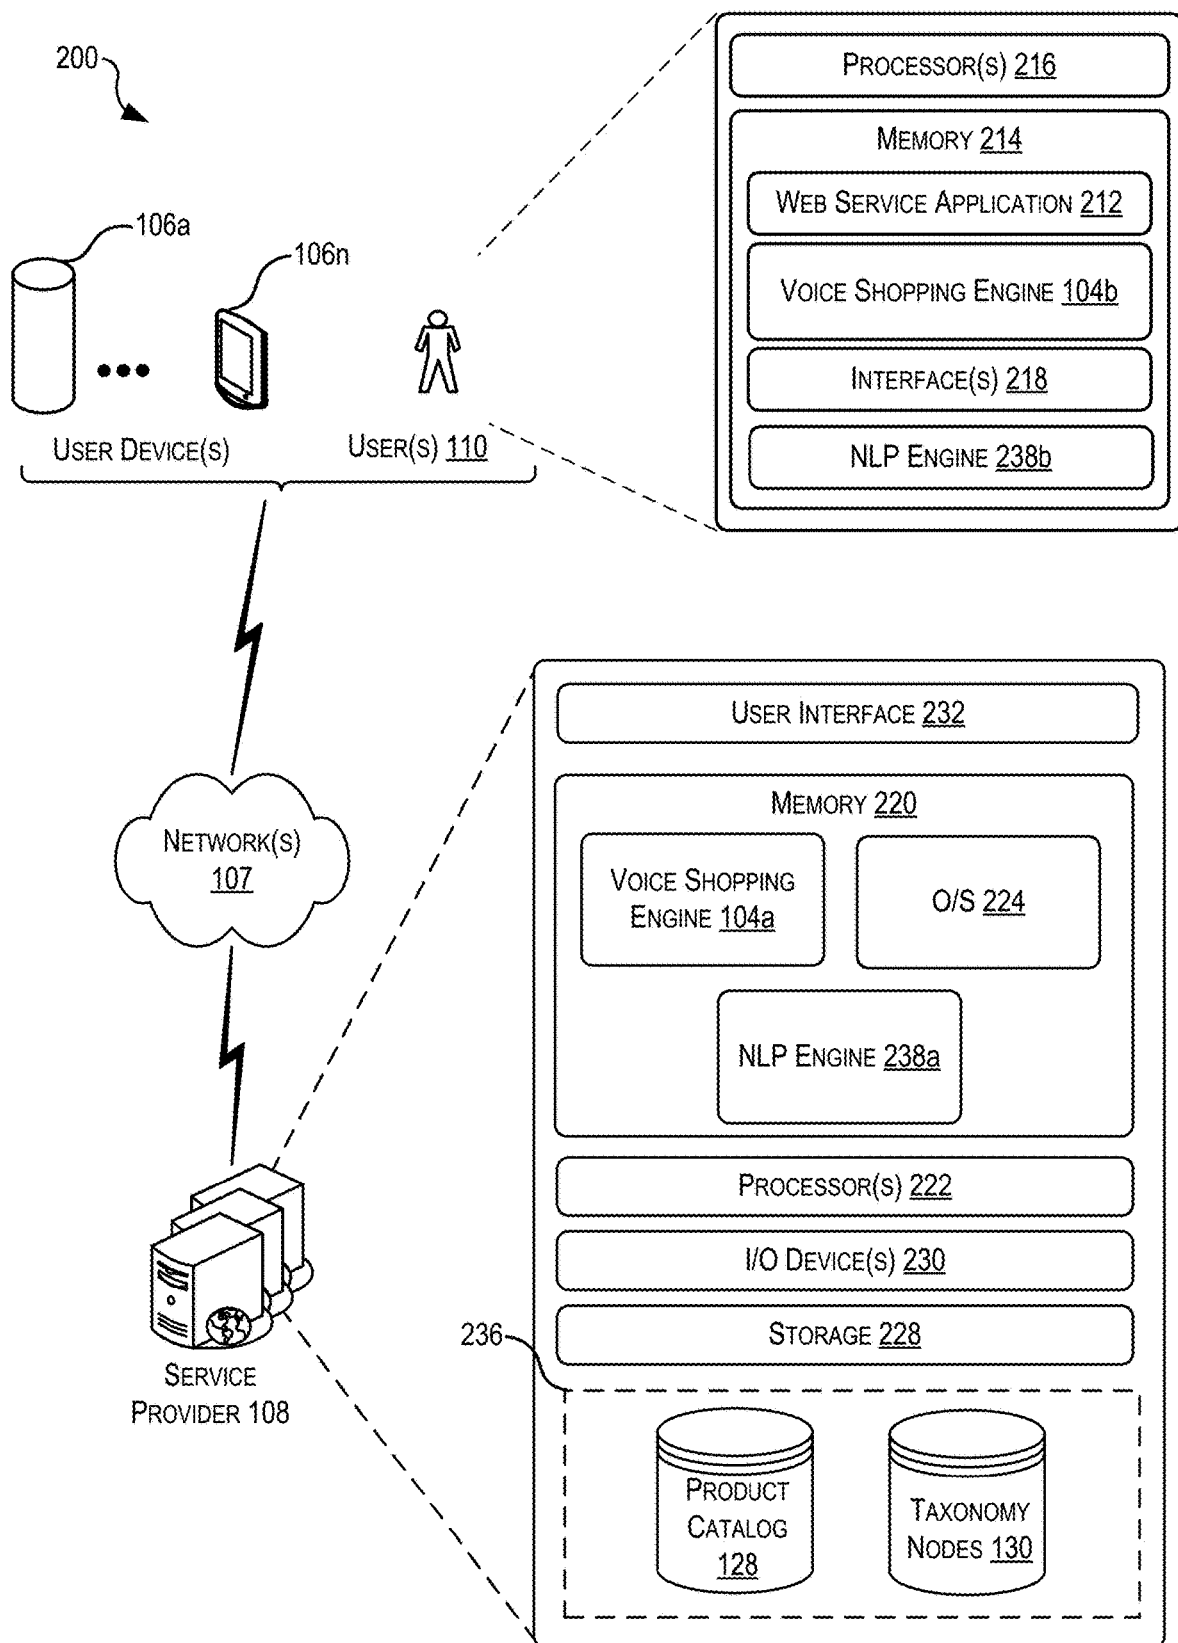 200
106a
106n
USER DEVICE(S)
USER(S) 110
PROCESSOR(S) 216
MEMORY 214
WEB SERVICE APPLICATION 212
VOICE SHOPPING ENGINE 104b
INTERFACE(S) 218
NLP ENGINE 238b
NETWORK(S)
107
SERVICE
PROVIDER 108
USER INTERFACE 232
MEMORY 220
VOICE SHOPPING
ENGINE 104a
O/S 224
NLP ENGINE 238a
PROCESSOR(S) 222
I/O DEVICE(S) 230
STORAGE 228
236
PRODUCT
CATALOG
128
TAXONOMY
NODES 130